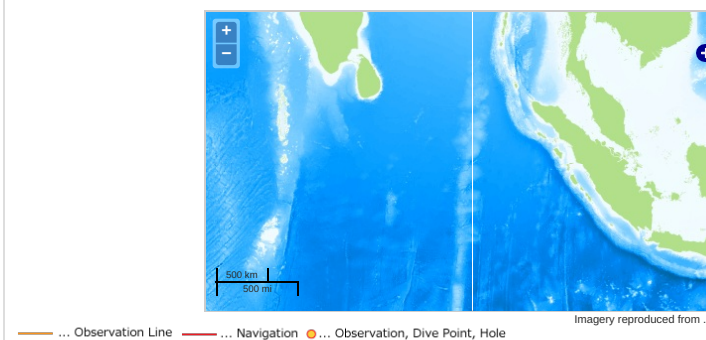 +
−
500 km
500 mi
Imagery reproduced from .
... Observation Line ... Navigation ... Observation, Dive Point, Hole